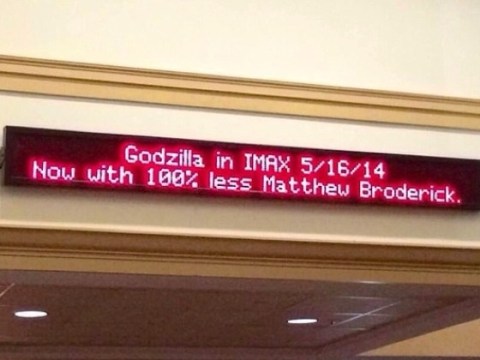 Godzilla in IMAX 5/16/14
Now with 100% less Matthew Broderick.